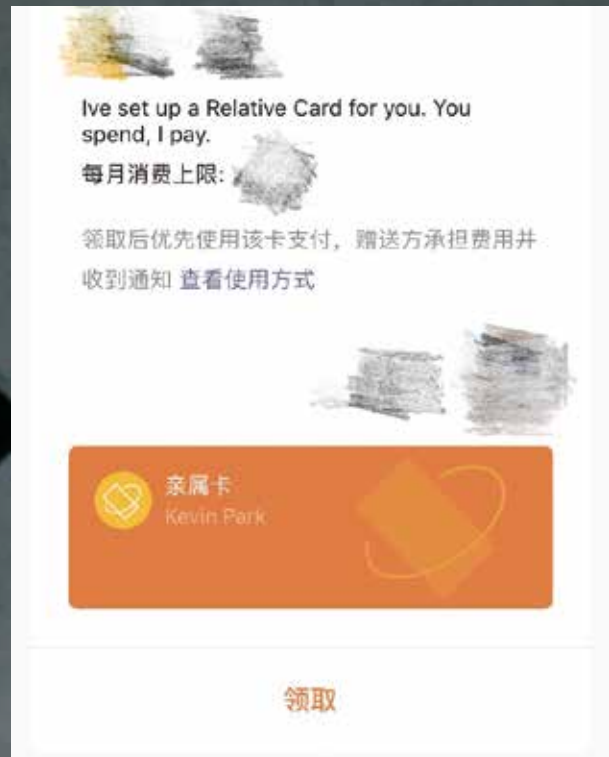 Ive set up a Relative Card for you. You
spend, I pay.
每月消费上限:
领取后优先使用该卡支付，赠送方承担费用并
收到通知 查看使用方式
亲属卡
Kevin Park
领取